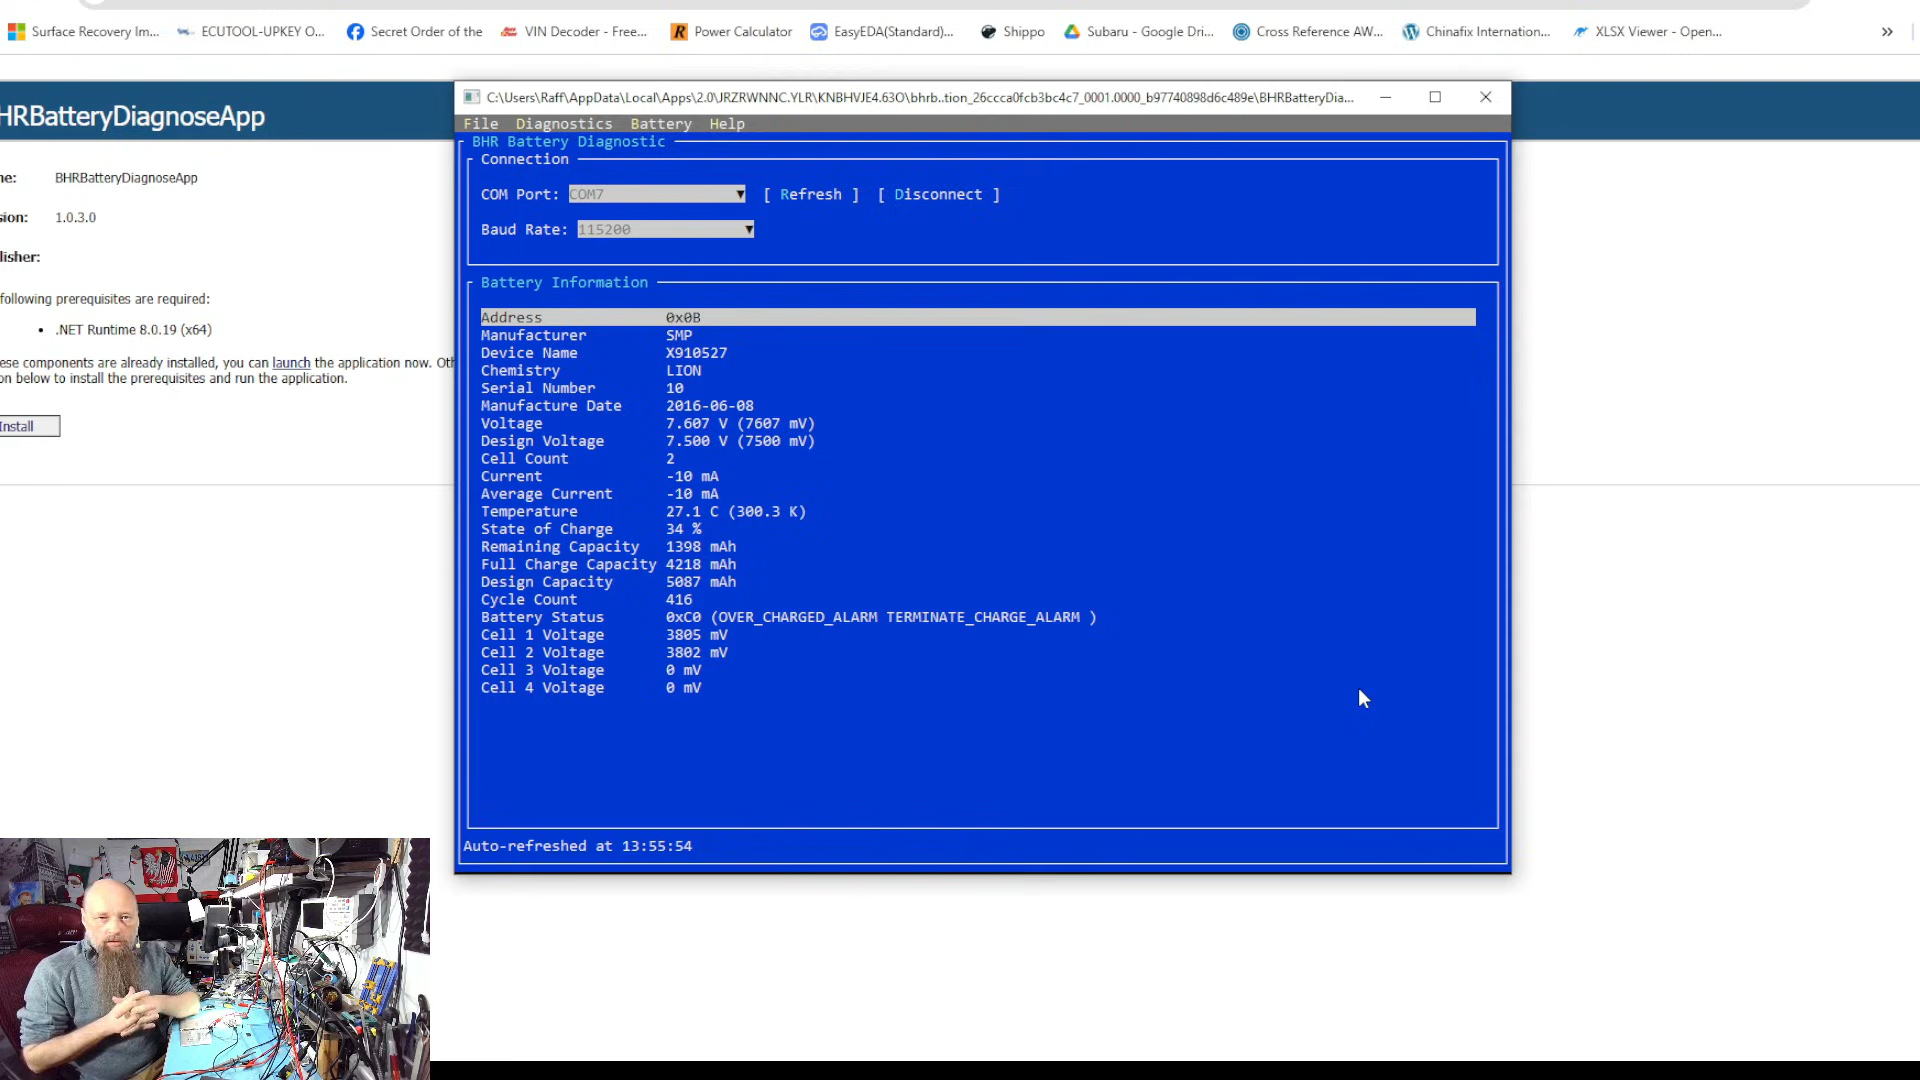 Surface Recovery Im... ECUTOOL-UPKEY O... Secret Order of the VIN Decoder - Free... Power Calculator EasyEDA(Standard)... Shippo Subaru - Google Dri... Cross Reference AW... Chinafix Internation... XLSX Viewer - Open... »
HRBatteryDiagnoseApp
ne: BHRBatteryDiagnoseApp
sion: 1.0.3.0
lisher:
following prerequisites are required:
• .NET Runtime 8.0.19 (x64)
ese components are already installed, you can launch the application now. Ot
on below to install the prerequisites and run the application.
Install
C:\Users\Raff\AppData\Local\Apps\2.0\JRZRWNNC.YLR\KNBHVJE4.63O\bhrb..tion_26ccca0fcb3bc4c7_0001.0000_b97740898d6c489e\BHRBatteryDia...
File Diagnostics Battery Help
BHR Battery Diagnostic
Connection
COM Port: COM7 [ Refresh ] [ Disconnect ]
Baud Rate: 115200
Battery Information
Address 0x0B
Manufacturer SMP
Device Name X910527
Chemistry LION
Serial Number 10
Manufacture Date 2016-06-08
Voltage 7.607 V (7607 mV)
Design Voltage 7.500 V (7500 mV)
Cell Count 2
Current -10 mA
Average Current -10 mA
Temperature 27.1 C (300.3 K)
State of Charge 34 %
Remaining Capacity 1398 mAh
Full Charge Capacity 4218 mAh
Design Capacity 5087 mAh
Cycle Count 416
Battery Status 0xC0 (OVER_CHARGED_ALARM TERMINATE_CHARGE_ALARM )
Cell 1 Voltage 3805 mV
Cell 2 Voltage 3802 mV
Cell 3 Voltage 0 mV
Cell 4 Voltage 0 mV
Auto-refreshed at 13:55:54